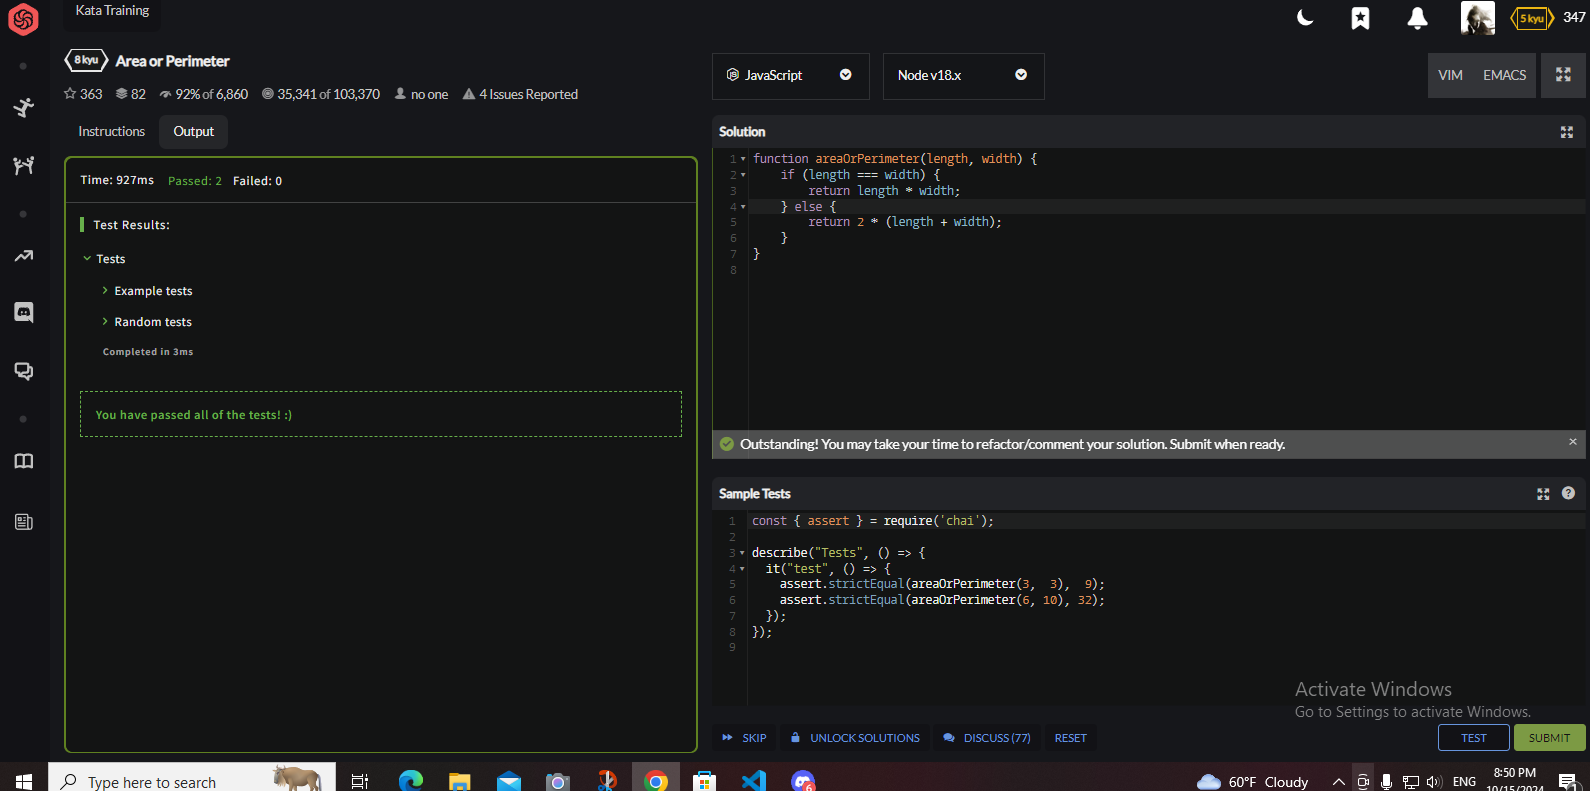 Kata Training
5 kyu 347
8 kyu Area or Perimeter
363 82 92% of 6,860 35,341 of 103,370 no one 4 Issues Reported
Instructions Output
Time: 927ms Passed: 2 Failed: 0
Test Results:
Tests
Example tests
Random tests
Completed in 3ms
You have passed all of the tests! :)
JavaScript Node v18.x VIM EMACS
Solution
1 function areaOrPerimeter(length, width) {
2 if (length === width) {
3 return length * width;
4 } else {
5 return 2 * (length + width);
6 }
7 }
8
Outstanding! You may take your time to refactor/comment your solution. Submit when ready. ×
Sample Tests
1 const { assert } = require('chai');
2
3 describe("Tests", () => {
4 it("test", () => {
5 assert.strictEqual(areaOrPerimeter(3, 3), 9);
6 assert.strictEqual(areaOrPerimeter(6, 10), 32);
7 });
8 });
9
Activate Windows
Go to Settings to activate Windows.
SKIP UNLOCK SOLUTIONS DISCUSS (77) RESET TEST SUBMIT
Type here to search 6 60°F Cloudy ENG 8:50 PM
10/15/2024 1